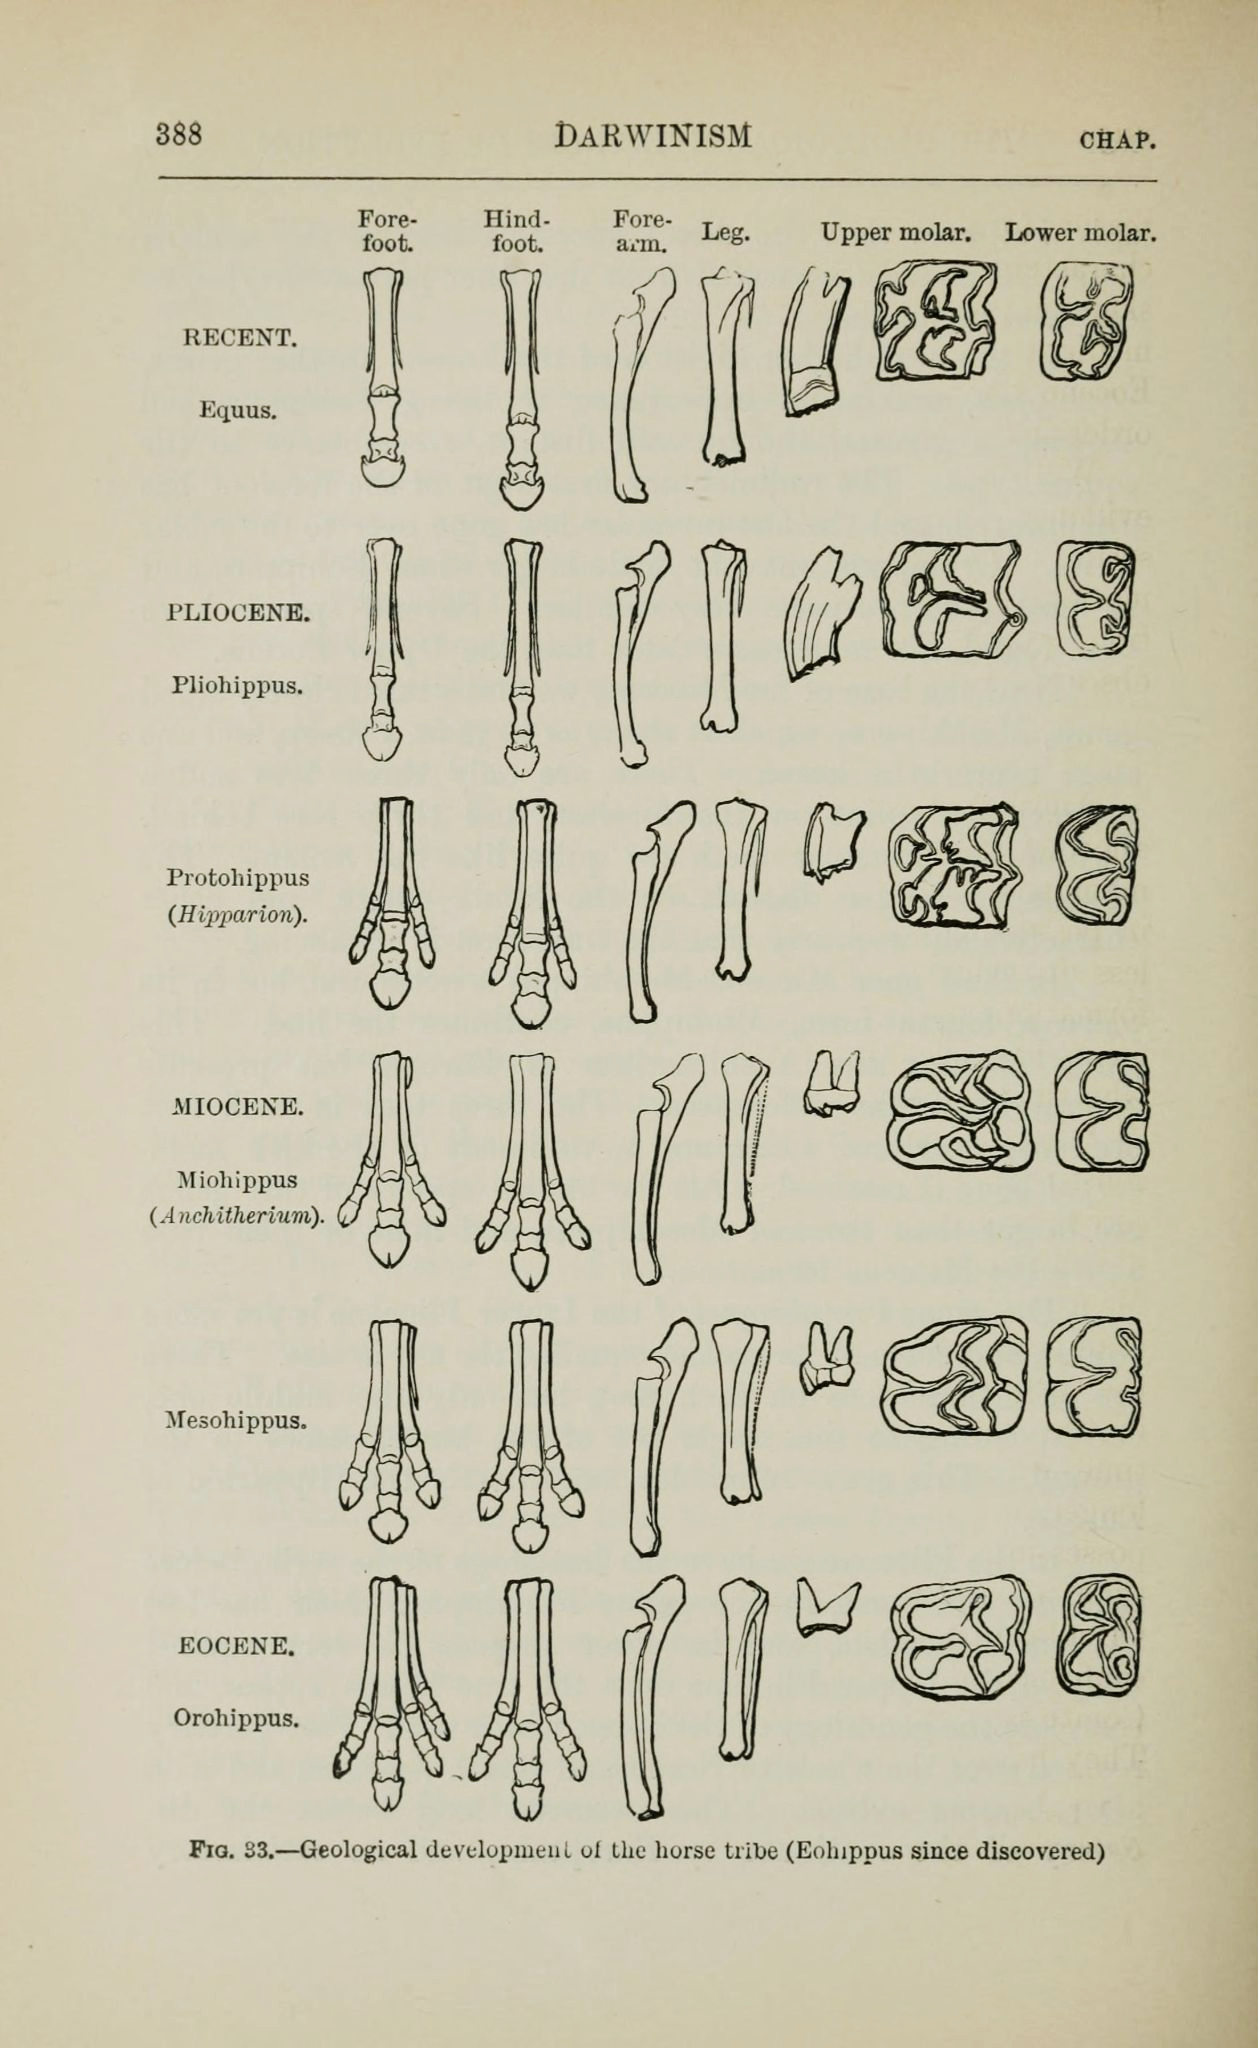 388 DARWINISM CHAP.
Fore- Hind- Fore-
foot. foot. arm. Leg. Upper molar. Lower molar.
RECENT.
Equus.
PLIOCENE.
Pliohippus.
Protohippus
(Hipparion).
MIOCENE.
Miohippus
(Anchitherium).
Mesohippus.
EOCENE.
Orohippus.
FIG. 33.—Geological development of the horse tribe (Eohippus since discovered)